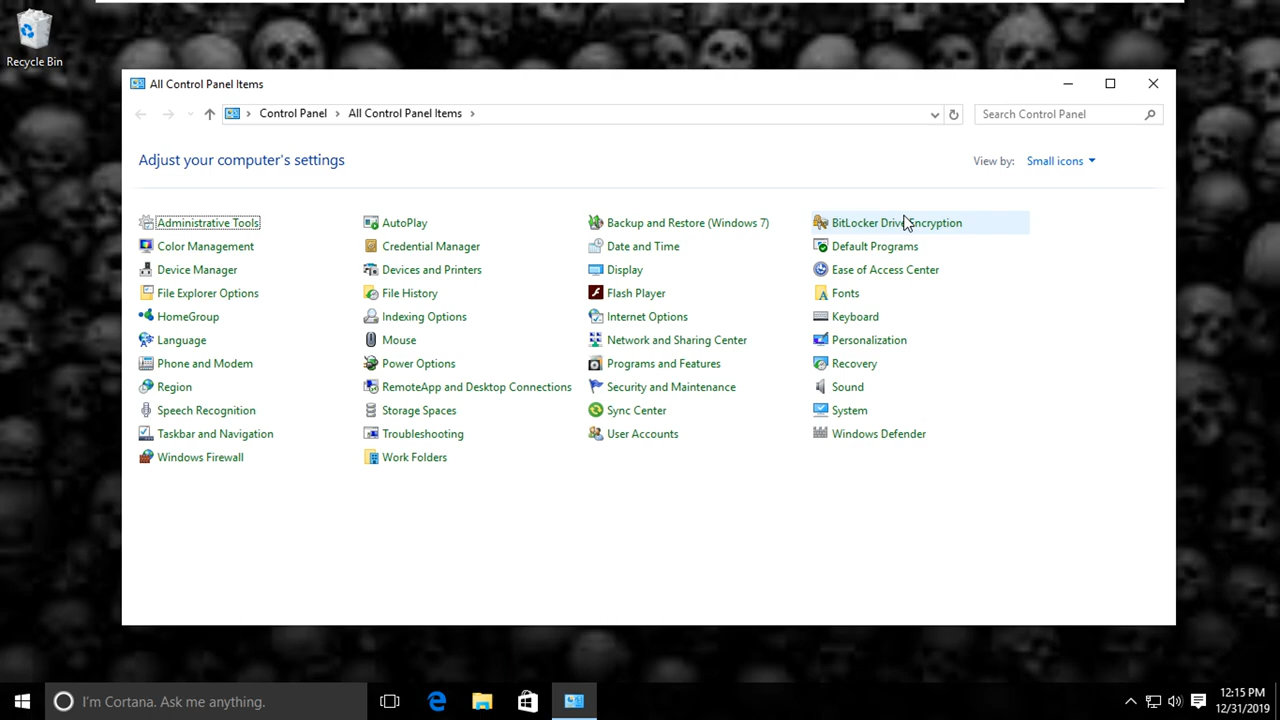 Recycle Bin
All Control Panel Items
Control Panel All Control Panel Items
Search Control Panel
Adjust your computer's settings
View by: Small icons
Administrative Tools AutoPlay Backup and Restore (Windows 7) BitLocker Drive Encryption
Color Management Credential Manager Date and Time Default Programs
Device Manager Devices and Printers Display Ease of Access Center
File Explorer Options File History Flash Player Fonts
HomeGroup Indexing Options Internet Options Keyboard
Language Mouse Network and Sharing Center Personalization
Phone and Modem Power Options Programs and Features Recovery
Region RemoteApp and Desktop Connections Security and Maintenance Sound
Speech Recognition Storage Spaces Sync Center System
Taskbar and Navigation Troubleshooting User Accounts Windows Defender
Windows Firewall Work Folders
I'm Cortana. Ask me anything.
12:15 PM
12/31/2019